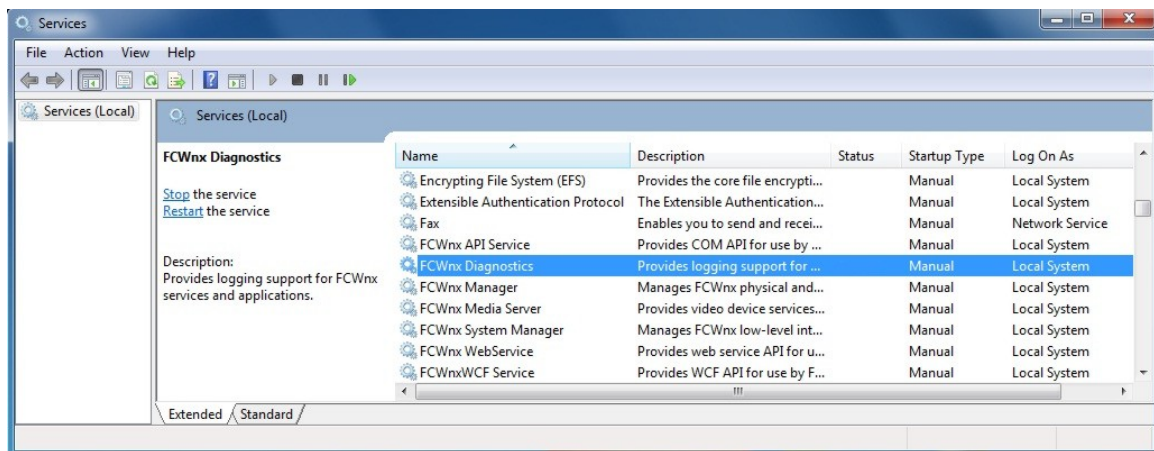 Services
File Action View Help
Services (Local)
Services (Local)
FCWnx Diagnostics
Stop the service
Restart the service
Description:
Provides logging support for FCWnx
services and applications.
Name Description Status Startup Type Log On As
Encrypting File System (EFS) Provides the core file encrypti... Manual Local System
Extensible Authentication Protocol The Extensible Authentication... Manual Local System
Fax Enables you to send and recei... Manual Network Service
FCWnx API Service Provides COM API for use by ... Manual Local System
FCWnx Diagnostics Provides logging support for ... Manual Local System
FCWnx Manager Manages FCWnx physical and... Manual Local System
FCWnx Media Server Provides video device services... Manual Local System
FCWnx System Manager Manages FCWnx low-level int... Manual Local System
FCWnx WebService Provides web service API for u... Manual Local System
FCWnxWCF Service Provides WCF API for use by F... Manual Local System
Extended Standard